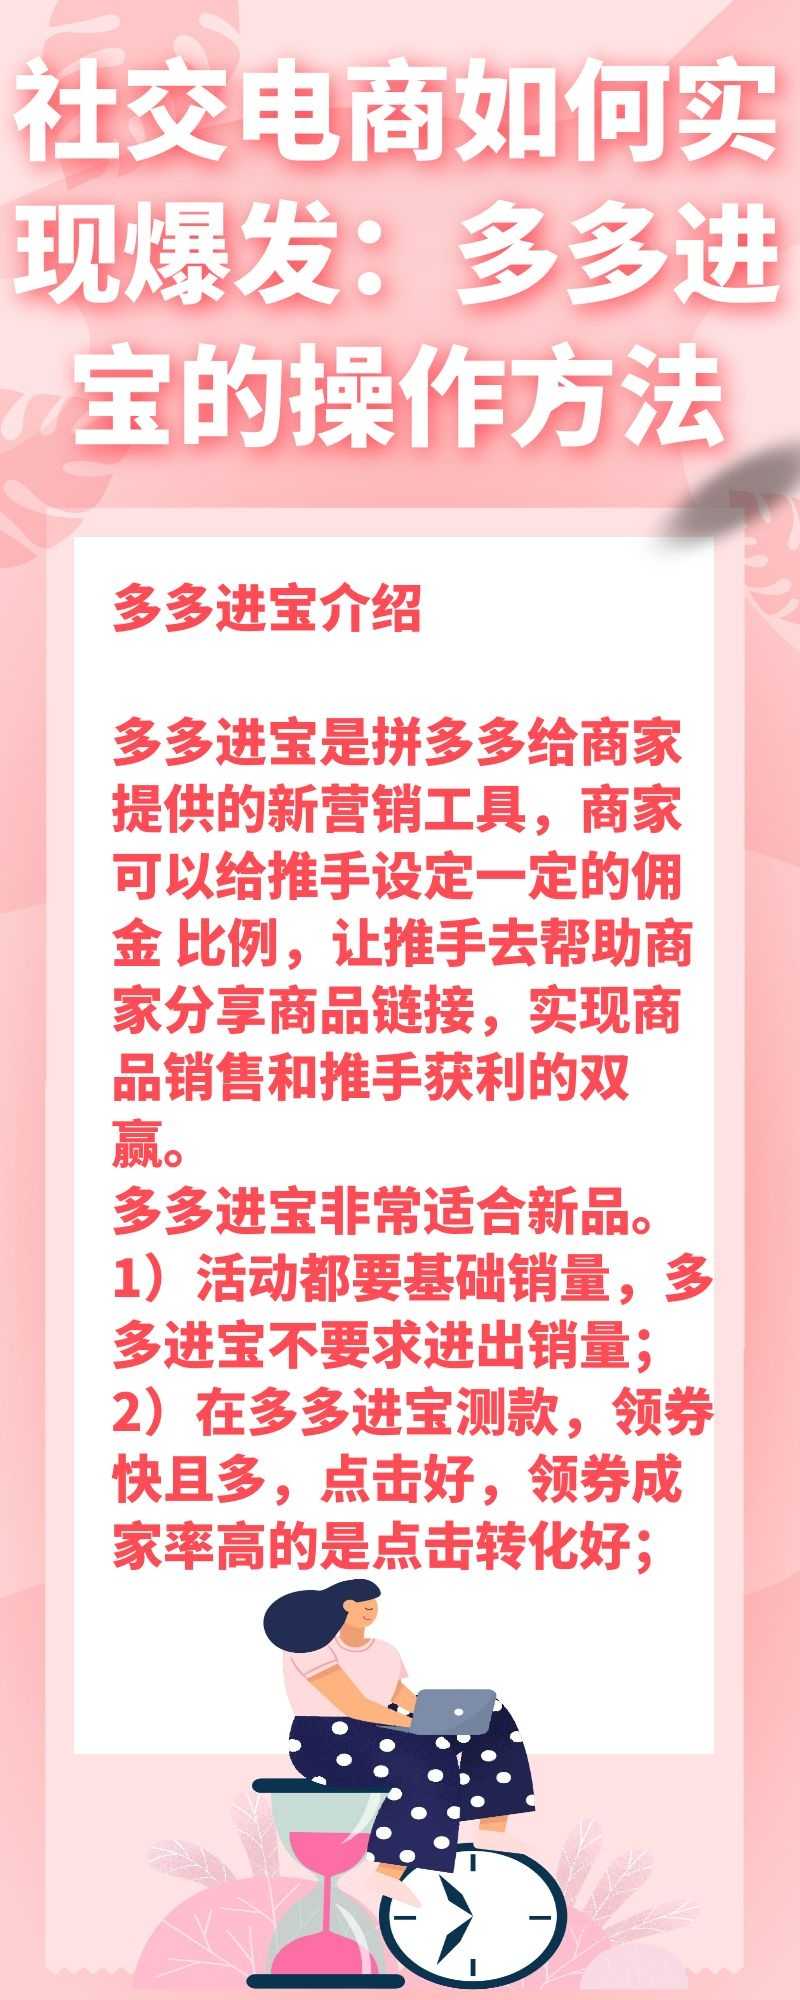 社交电商如何实
现爆发：多多进
宝的操作方法
多多进宝介绍
多多进宝是拼多多给商家
提供的新营销工具，商家
可以给推手设定一定的佣
金 比例，让推手去帮助商
家分享商品链接，实现商
品销售和推手获利的双
赢。
多多进宝非常适合新品。
1）活动都要基础销量，多
多进宝不要求进出销量；
2）在多多进宝测款，领券
快且多，点击好，领券成
家率高的是点击转化好；